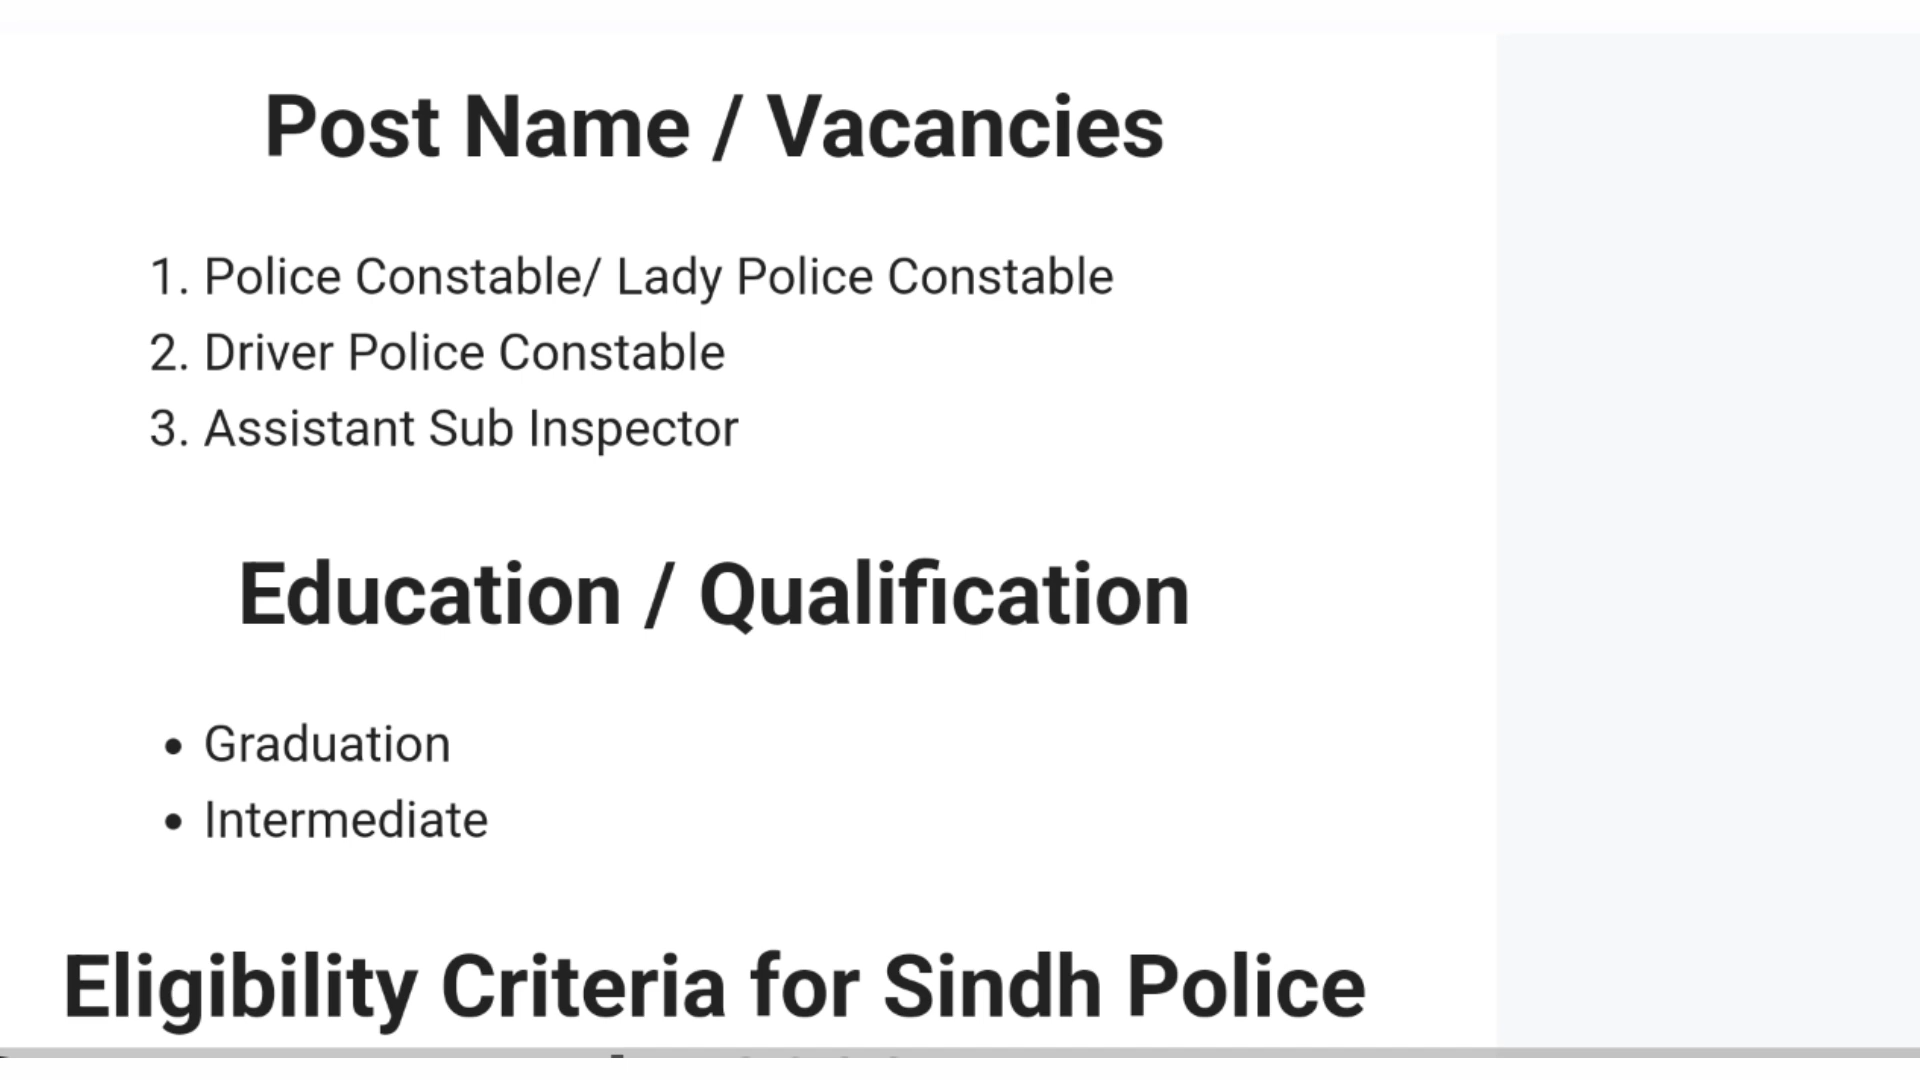 Post Name / Vacancies
1. Police Constable/ Lady Police Constable
2. Driver Police Constable
3. Assistant Sub Inspector
Education / Qualification
• Graduation
• Intermediate
Eligibility Criteria for Sindh Police